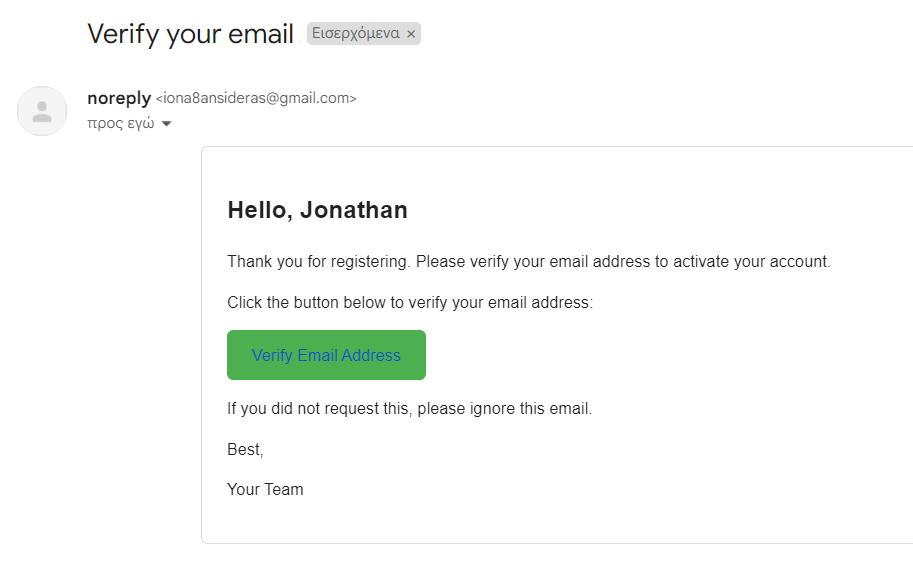 Verify your email Εισερχόμενα ×
noreply <iona8ansideras@gmail.com>
προς εγώ
Hello, Jonathan
Thank you for registering. Please verify your email address to activate your account.
Click the button below to verify your email address:
Verify Email Address
If you did not request this, please ignore this email.
Best,
Your Team